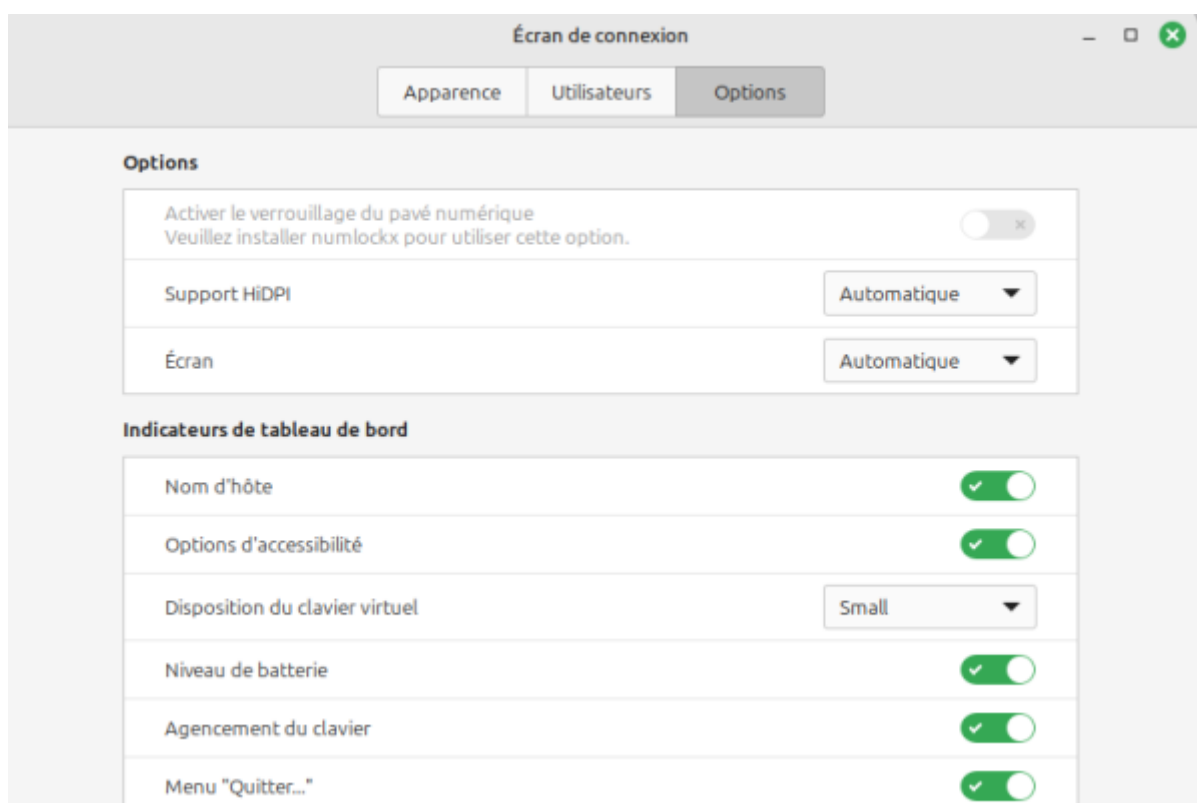 Écran de connexion
Apparence
Utilisateurs
Options
Options
Activer le verrouillage du pavé numérique
Veuillez installer numlockx pour utiliser cette option.
Support HiDPI
Automatique
Écran
Automatique
Indicateurs de tableau de bord
Nom d'hôte
Options d'accessibilité
Disposition du clavier virtuel
Small
Niveau de batterie
Agencement du clavier
Menu "Quitter..."